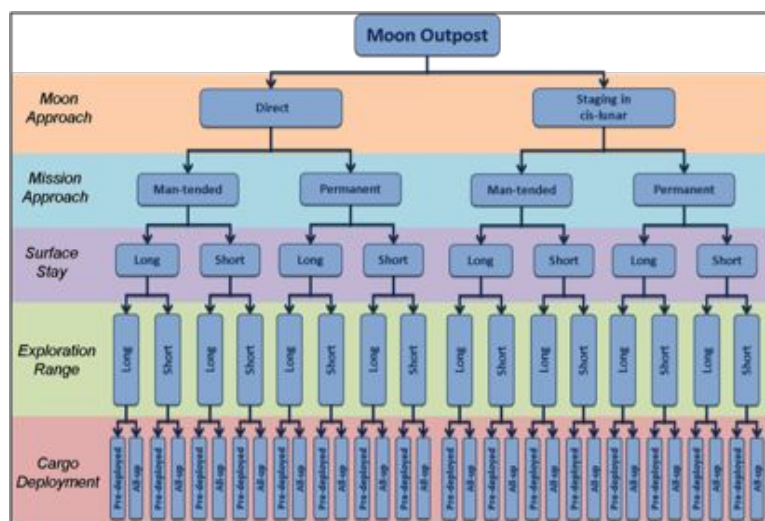 Moon Outpost
Moon
Approach
Direct
Staging in
cis-lunar
Mission
Approach
Man-tended
Permanent
Man-tended
Permanent
Surface
Stay
Long
Short
Long
Short
Long
Short
Long
Short
Exploration
Range
Long
Short
Long
Short
Long
Short
Long
Short
Long
Short
Long
Short
Long
Short
Long
Short
Cargo
Deployment
Pre-deployed
All-up
Pre-deployed
All-up
Pre-deployed
All-up
Pre-deployed
All-up
Pre-deployed
All-up
Pre-deployed
All-up
Pre-deployed
All-up
Pre-deployed
All-up
Pre-deployed
All-up
Pre-deployed
All-up
Pre-deployed
All-up
Pre-deployed
All-up
Pre-deployed
All-up
Pre-deployed
All-up
Pre-deployed
All-up
Pre-deployed
All-up